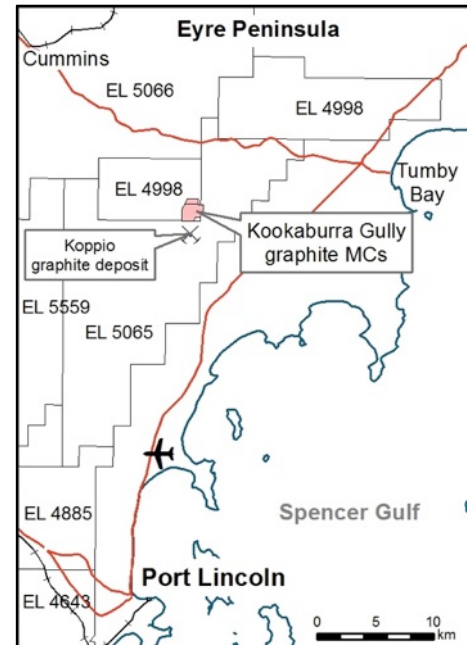 Eyre Peninsula
Cummins
EL 5066
EL 4998
Tumby
Bay
EL 4998
Kookaburra Gully
graphite MCs
Koppio
graphite deposit
EL 5559
EL 5065
Spencer Gulf
EL 4885
Port Lincoln
EL 4643
0 5 10
km